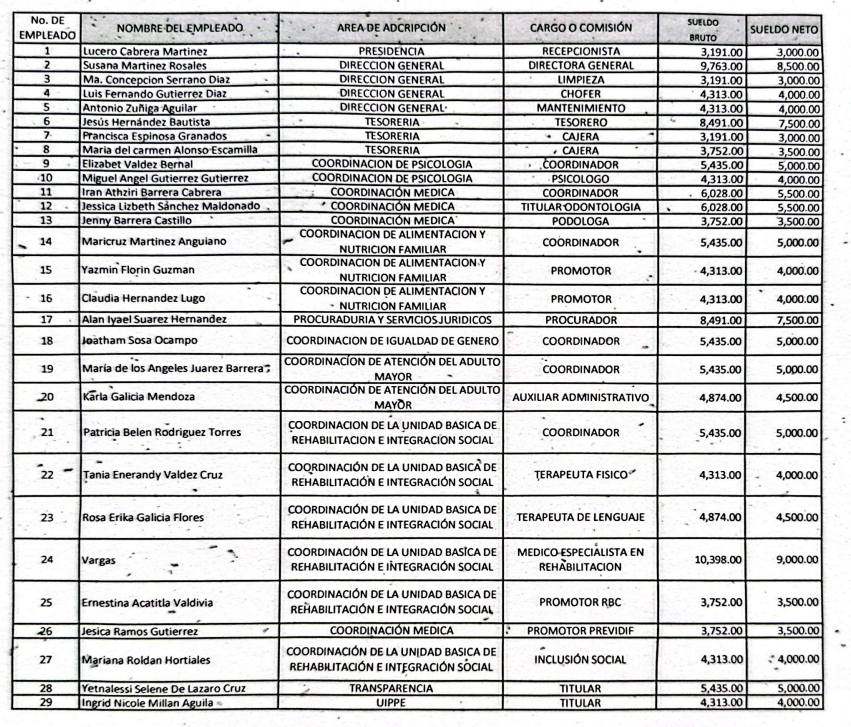 No. DE EMPLEADO NOMBRE DEL EMPLEADO AREA DE ADCRIPCIÓN CARGO O COMISIÓN SUELDO BRUTO SUELDO NETO
1 Lucero Cabrera Martinez PRESIDENCIA RECEPCIONISTA 3,191.00 3,000.00
2 Susana Martinez Rosales DIRECCION GENERAL DIRECTORA GENERAL 9,763.00 8,500.00
3 Ma. Concepcion Serrano Diaz DIRECCION GENERAL LIMPIEZA 3,191.00 3,000.00
4 Luis Fernando Gutierrez Diaz DIRECCION GENERAL CHOFER 4,313.00 4,000.00
5 Antonio Zuñiga Aguilar DIRECCION GENERAL MANTENIMIENTO 4,313.00 4,000.00
6 Jesús Hernández Bautista TESORERIA TESORERO 8,491.00 7,500.00
7 Francisca Espinosa Granados TESORERIA CAJERA 3,191.00 3,000.00
8 Maria del carmen Alonso Escamilla TESORERIA CAJERA 3,752.00 3,500.00
9 Elizabet Valdez Bernal COORDINACION DE PSICOLOGIA COORDINADOR 5,435.00 5,000.00
10 Miguel Angel Gutierrez Gutierrez COORDINACION DE PSICOLOGIA PSICOLOGO 4,313.00 4,000.00
11 Iran Athziri Barrera Cabrera COORDINACIÓN MEDICA COORDINADOR 6,028.00 5,500.00
12 Jessica Lizbeth Sánchez Maldonado COORDINACIÓN MEDICA TITULAR ODONTOLOGIA 6,028.00 5,500.00
13 Jenny Barrera Castillo COORDINACIÓN MEDICA PODOLOGA 3,752.00 3,500.00
14 Maricruz Martinez Anguiano COORDINACION DE ALIMENTACION Y NUTRICION FAMILIAR COORDINADOR 5,435.00 5,000.00
15 Yazmin Florin Guzman COORDINACION DE ALIMENTACION Y NUTRICION FAMILIAR PROMOTOR 4,313.00 4,000.00
16 Claudia Hernandez Lugo COORDINACION DE ALIMENTACION Y NUTRICION FAMILIAR PROMOTOR 4,313.00 4,000.00
17 Alan Iyael Suarez Hernandez PROCURADURIA Y SERVICIOS JURIDICOS PROCURADOR 8,491.00 7,500.00
18 Joatham Sosa Ocampo COORDINACION DE IGUALDAD DE GENERO COORDINADOR 5,435.00 5,000.00
19 María de los Angeles Juarez Barrera COORDINACÍON DE ATENCIÓN DEL ADULTO MAYOR COORDINADOR 5,435.00 5,000.00
20 Karla Galicia Mendoza COORDINACIÓN DE ATENCIÓN DEL ADULTO MAYOR AUXILIAR ADMINISTRATIVO 4,874.00 4,500.00
21 Patricia Belen Rodriguez Torres COORDINACION DE LA UNIDAD BASICA DE REHABILITACION E INTEGRACION SOCIAL COORDINADOR 5,435.00 5,000.00
22 Tania Enerandy Valdez Cruz COORDINACIÓN DE LA UNIDAD BASICA DE REHABILITACIÓN E INTEGRACIÓN SOCIAL TERAPEUTA FISICO 4,313.00 4,000.00
23 Rosa Erika Galicia Flores COORDINACIÓN DE LA UNIDAD BASICA DE REHABILITACIÓN E INTEGRACIÓN SOCIAL TERAPEUTA DE LENGUAJE 4,874.00 4,500.00
24 Vargas COORDINACIÓN DE LA UNIDAD BASICA DE REHABILITACIÓN E INTEGRACIÓN SOCIAL MEDICO ESPECIALISTA EN REHABILITACION 10,398.00 9,000.00
25 Ernestina Acatitla Valdivia COORDINACIÓN DE LA UNIDAD BASICA DE REHABILITACIÓN E INTEGRACIÓN SOCIAL PROMOTOR RBC 3,752.00 3,500.00
26 Jesica Ramos Gutierrez COORDINACIÓN MEDICA PROMOTOR PREVIDIF 3,752.00 3,500.00
27 Mariana Roldan Hortiales COORDINACIÓN DE LA UNIDAD BASICA DE REHABILITACIÓN E INTEGRACIÓN SOCIAL INCLUSIÓN SOCIAL 4,313.00 4,000.00
28 Yetnalessi Selene De Lazaro Cruz TRANSPARENCIA TITULAR 5,435.00 5,000.00
29 Ingrid Nicole Millan Aguila UIPPE TITULAR 4,313.00 4,000.00